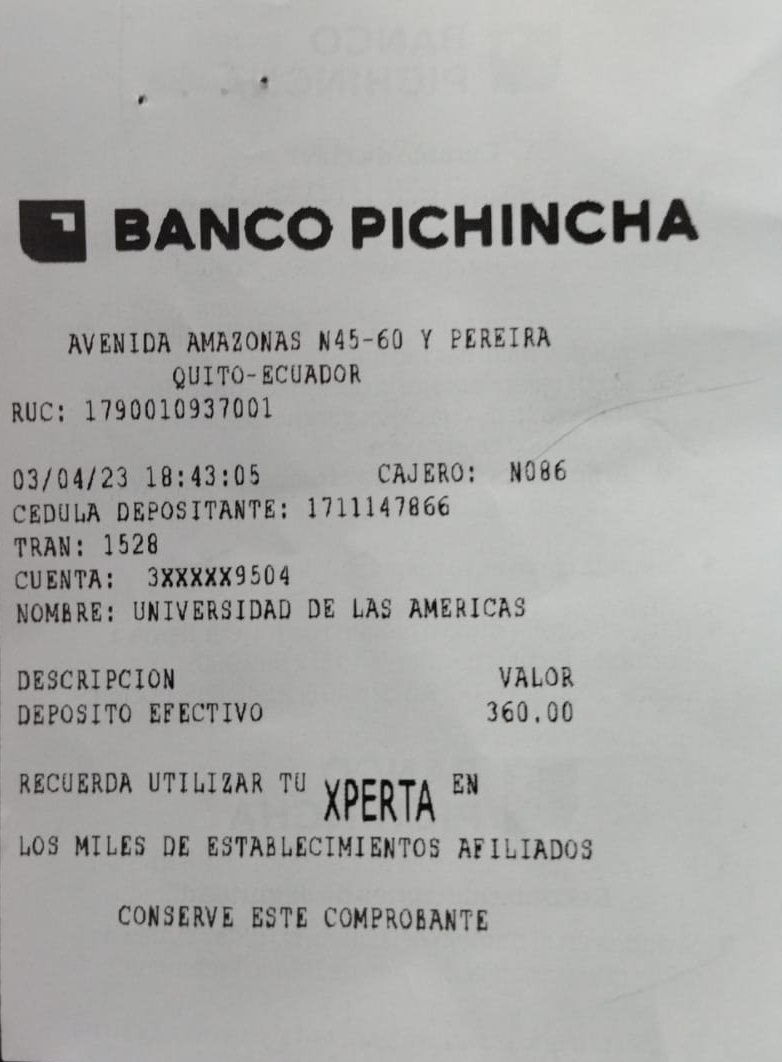 BANCO PICHINCHA
AVENIDA AMAZONAS N45-60 Y PEREIRA
QUITO-ECUADOR
RUC: 1790010937001
03/04/23 18:43:05 CAJERO: N086
CEDULA DEPOSITANTE: 1711147866
TRAN: 1528
CUENTA: 3XXXXX9504
NOMBRE: UNIVERSIDAD DE LAS AMERICAS
DESCRIPCION VALOR
DEPOSITO EFECTIVO 360.00
RECUERDA UTILIZAR TU XPERTA EN
LOS MILES DE ESTABLECIMIENTOS AFILIADOS
CONSERVE ESTE COMPROBANTE